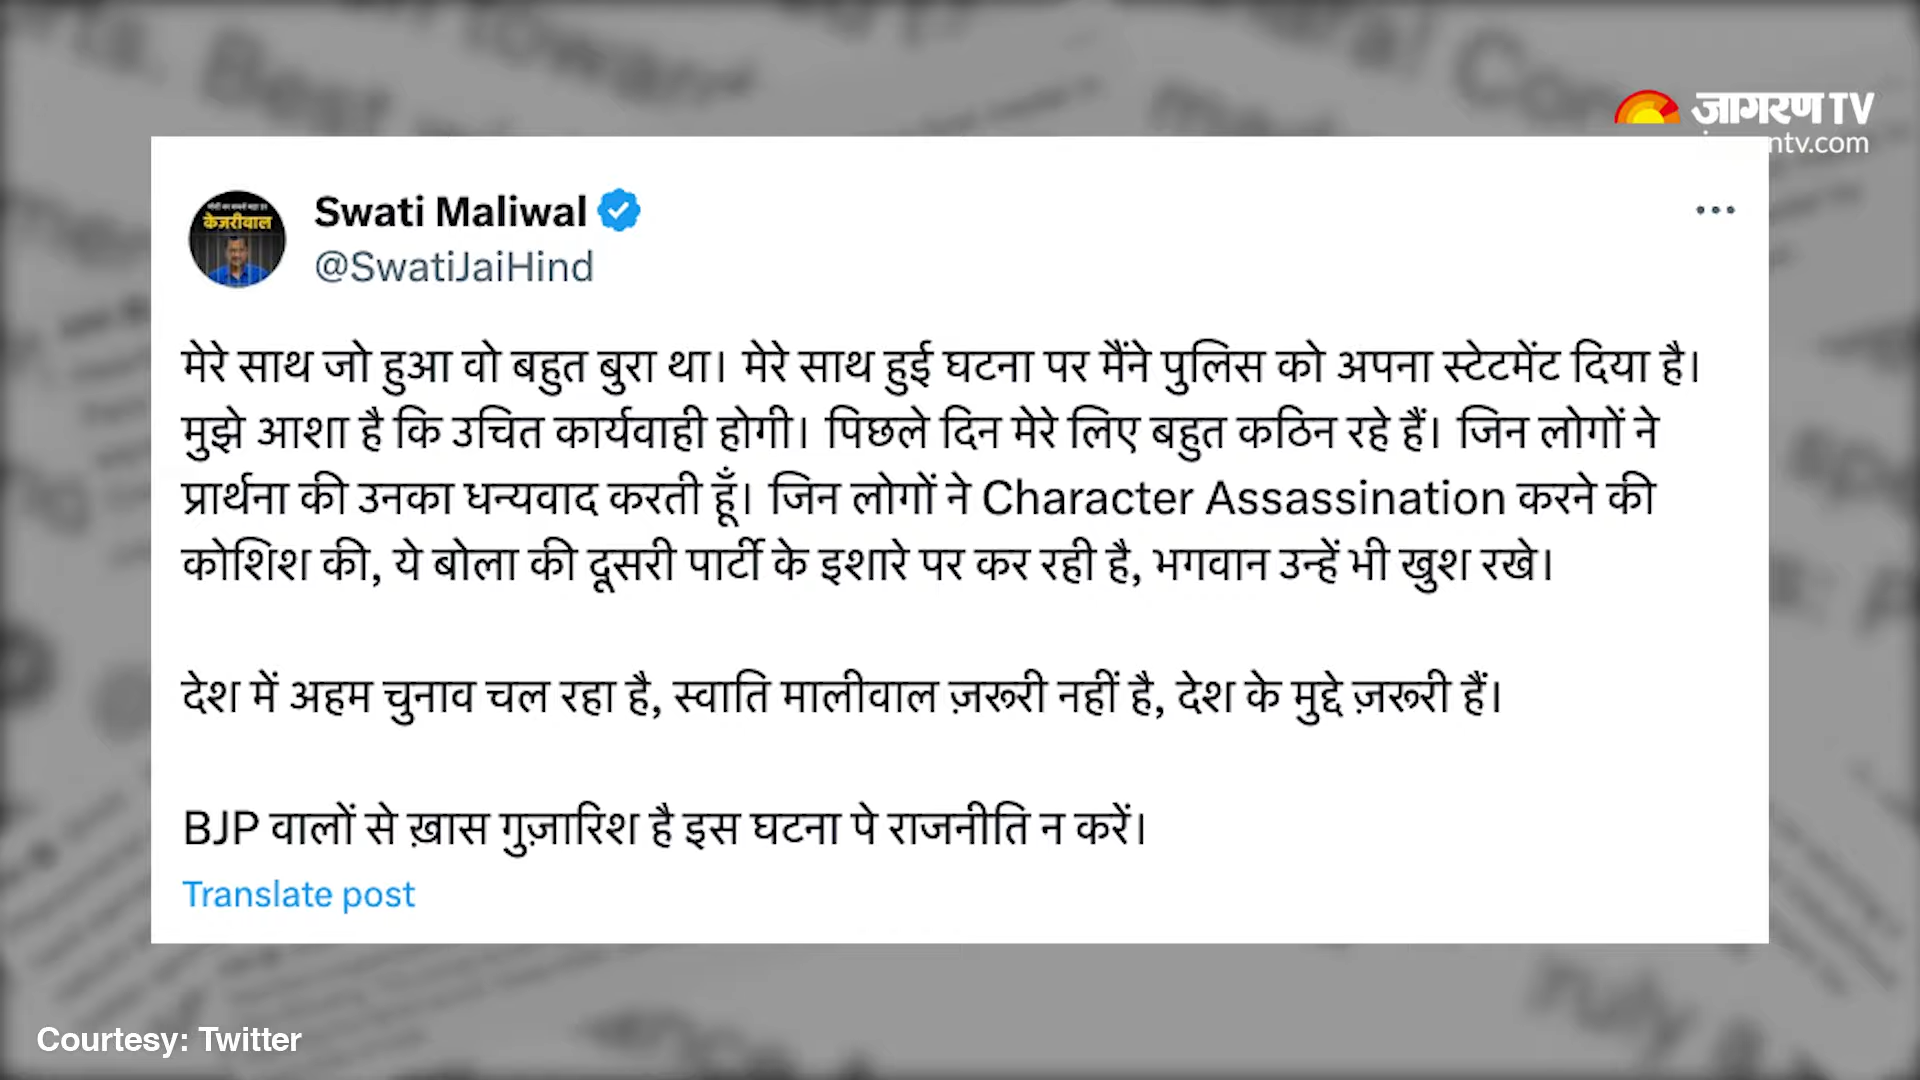 जागरण TV
ntv.com
केजरीवाल
Swati Maliwal
@SwatiJaiHind
मेरे साथ जो हुआ वो बहुत बुरा था। मेरे साथ हुई घटना पर मैंने पुलिस को अपना स्टेटमेंट दिया है।
मुझे आशा है कि उचित कार्यवाही होगी। पिछले दिन मेरे लिए बहुत कठिन रहे हैं। जिन लोगों ने
प्रार्थना की उनका धन्यवाद करती हूँ। जिन लोगों ने Character Assassination करने की
कोशिश की, ये बोला की दूसरी पार्टी के इशारे पर कर रही है, भगवान उन्हें भी खुश रखे।
देश में अहम चुनाव चल रहा है, स्वाति मालीवाल ज़रूरी नहीं है, देश के मुद्दे ज़रूरी हैं।
BJP वालों से ख़ास गुज़ारिश है इस घटना पे राजनीति न करें।
Translate post
Courtesy: Twitter